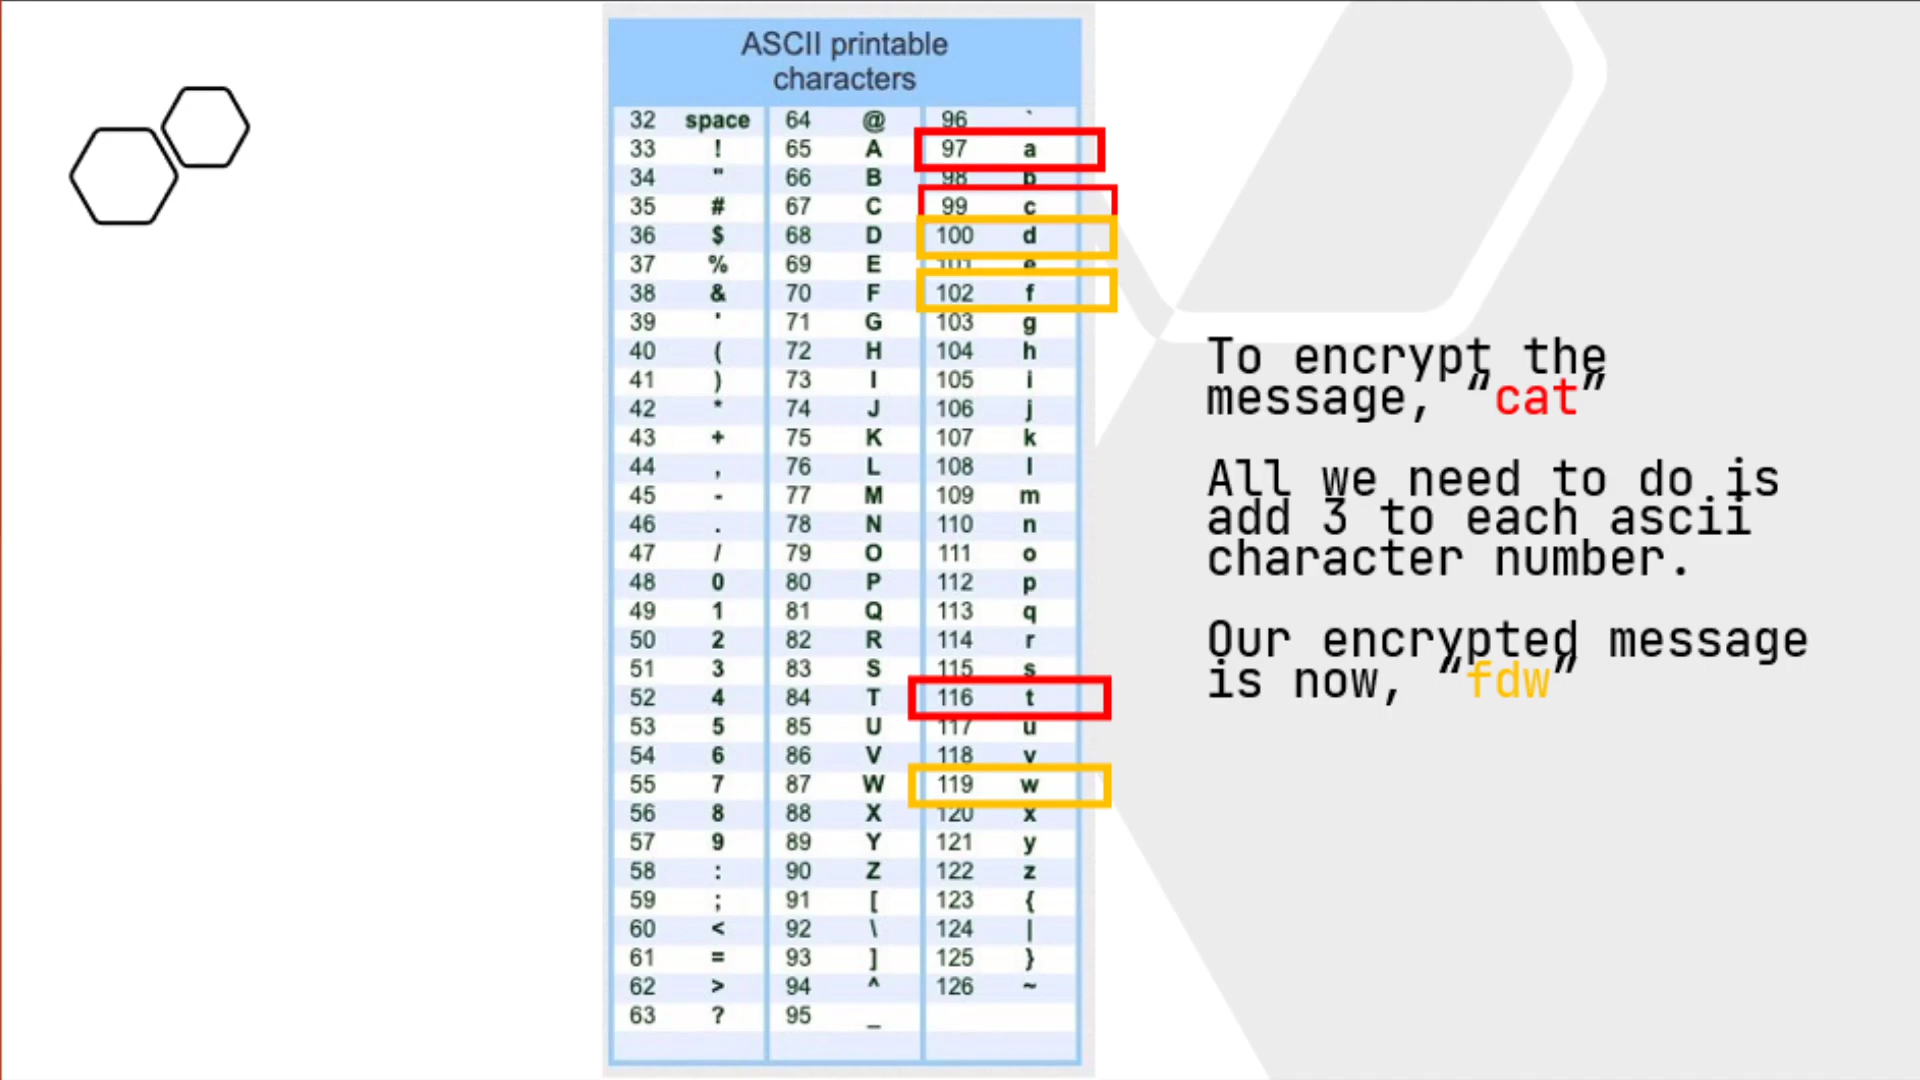 ASCII printable
characters
32 space 64 @ 96 `
33 ! 65 A 97 a
34 " 66 B 98 b
35 # 67 C 99 c
36 $ 68 D 100 d
37 % 69 E 101 e
38 & 70 F 102 f
39 ' 71 G 103 g
40 ( 72 H 104 h
41 ) 73 I 105 i
42 * 74 J 106 j
43 + 75 K 107 k
44 , 76 L 108 l
45 - 77 M 109 m
46 . 78 N 110 n
47 / 79 O 111 o
48 0 80 P 112 p
49 1 81 Q 113 q
50 2 82 R 114 r
51 3 83 S 115 s
52 4 84 T 116 t
53 5 85 U 117 u
54 6 86 V 118 v
55 7 87 W 119 w
56 8 88 X 120 x
57 9 89 Y 121 y
58 : 90 Z 122 z
59 ; 91 [ 123 {
60 < 92 \ 124 |
61 = 93 ] 125 }
62 > 94 ^ 126 ~
63 ? 95 _
To encrypt the
message, “cat”
All we need to do is
add 3 to each ascii
character number.
Our encrypted message
is now, “fdw”